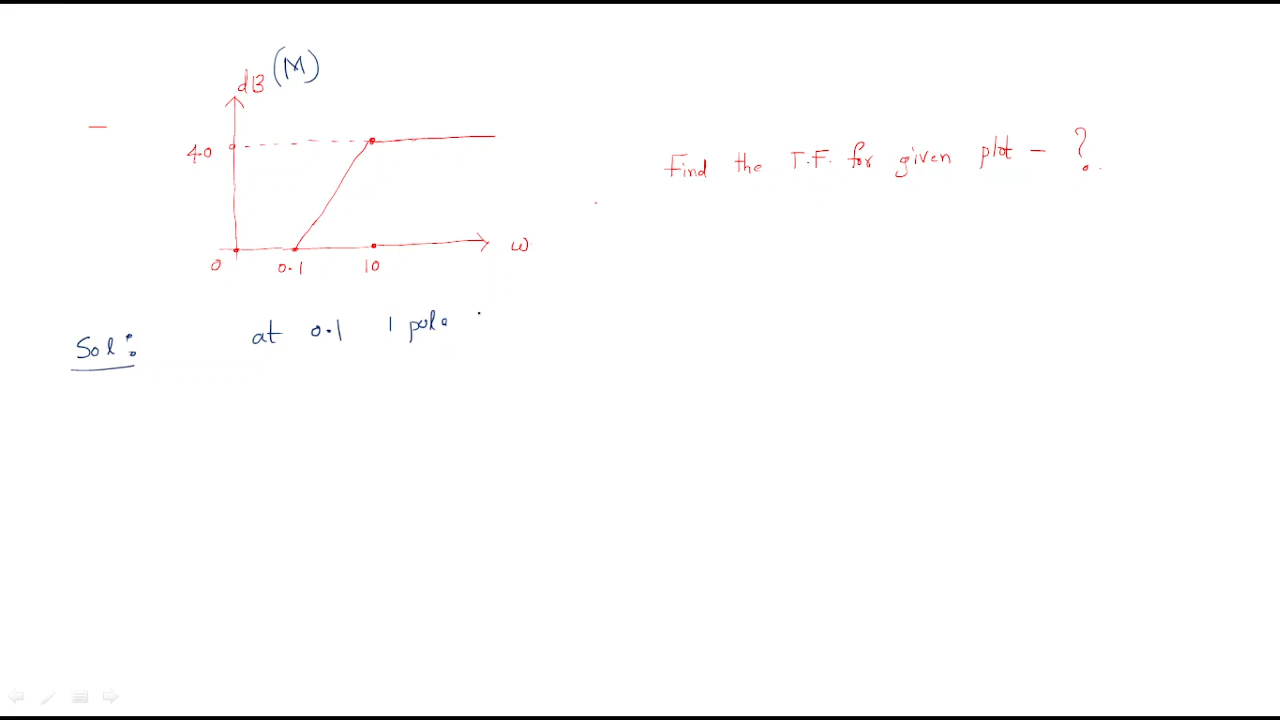 dB (M)
40
Find the T.F. for given plot - ?
ω
0 0.1 10
at 0.1 1 pole
Sol: